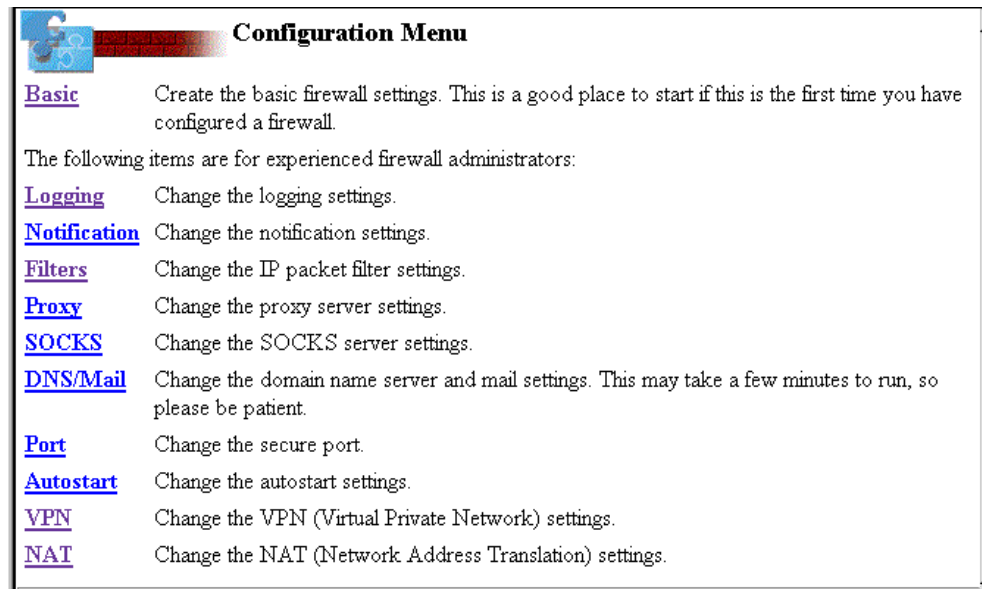 Configuration Menu
Basic Create the basic firewall settings. This is a good place to start if this is the first time you have
configured a firewall.
The following items are for experienced firewall administrators:
Logging Change the logging settings.
Notification Change the notification settings.
Filters Change the IP packet filter settings.
Proxy Change the proxy server settings.
SOCKS Change the SOCKS server settings.
DNS/Mail Change the domain name server and mail settings. This may take a few minutes to run, so
please be patient.
Port Change the secure port.
Autostart Change the autostart settings.
VPN Change the VPN (Virtual Private Network) settings.
NAT Change the NAT (Network Address Translation) settings.